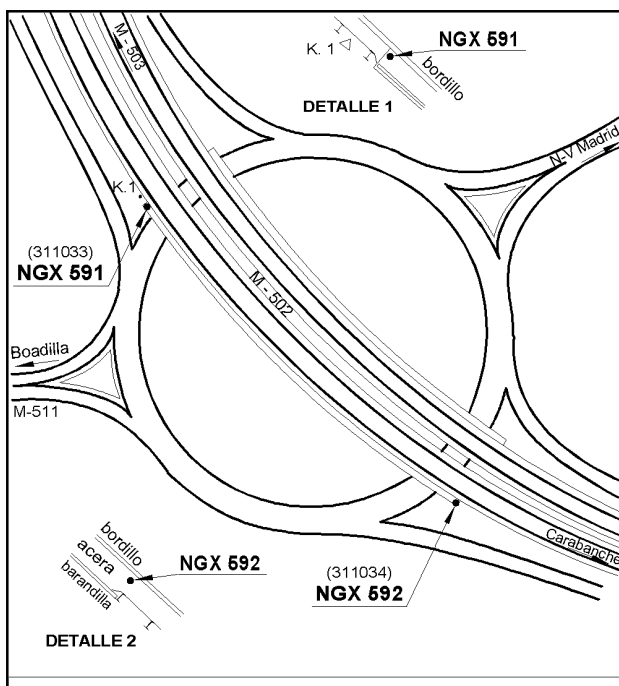 M - 503
K. 1
NGX 591
bordillo
DETALLE 1
N-V Madrid
K. 1
(311033)
NGX 591
M - 502
Boadilla
M-511
bordillo
acera
barandilla
NGX 592
DETALLE 2
(311034)
NGX 592
Carabanche